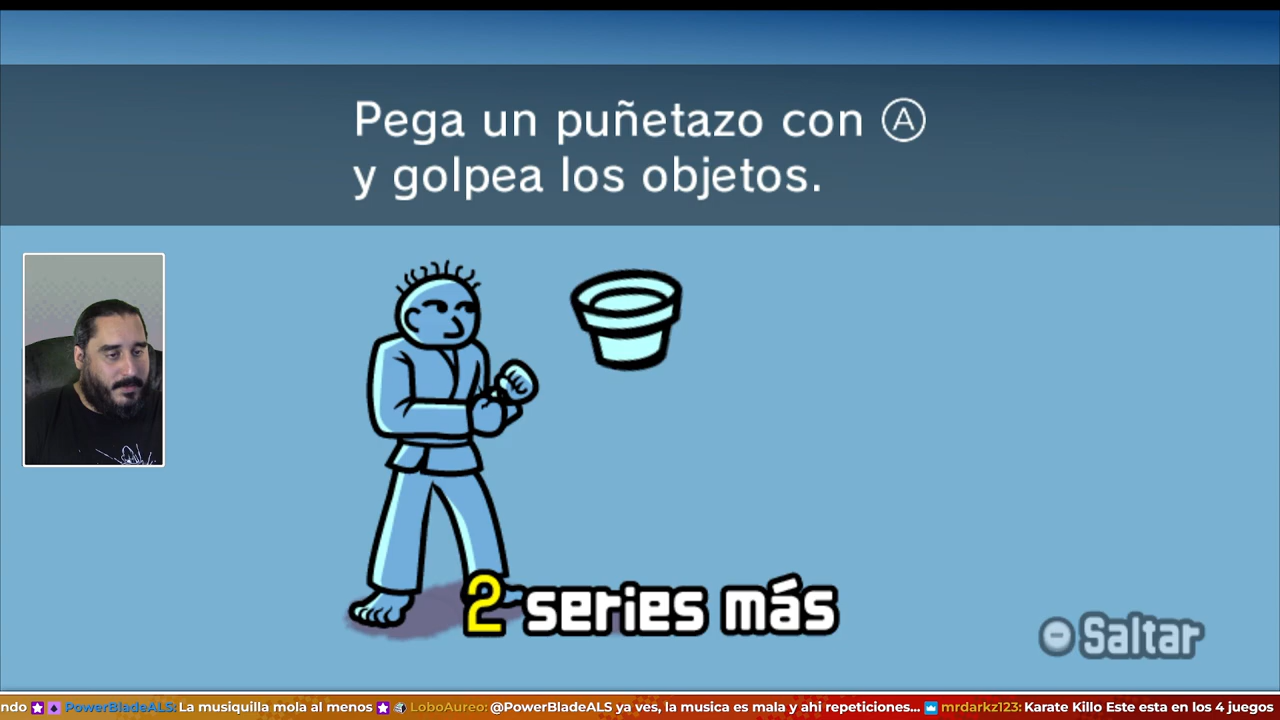 Pega un puñetazo con Ⓐ
y golpea los objetos.
2 series más
Saltar
ndo PowerBladeALS: La musiquilla mola al menos LoboAureo: @PowerBladeALS ya ves, la musica es mala y ahi repeticiones... mrdarkz123: Karate Killo Este esta en los 4 juegos